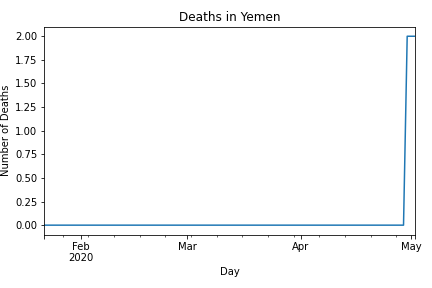 Deaths in Yemen
Number of Deaths
2.00
1.75
1.50
1.25
1.00
0.75
0.50
0.25
0.00
Feb
2020
Mar
Apr
May
Day